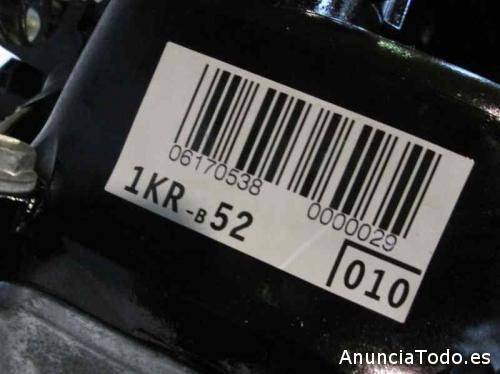 06170538 0000029
1KR-B52
010
AnunciaTodo.es